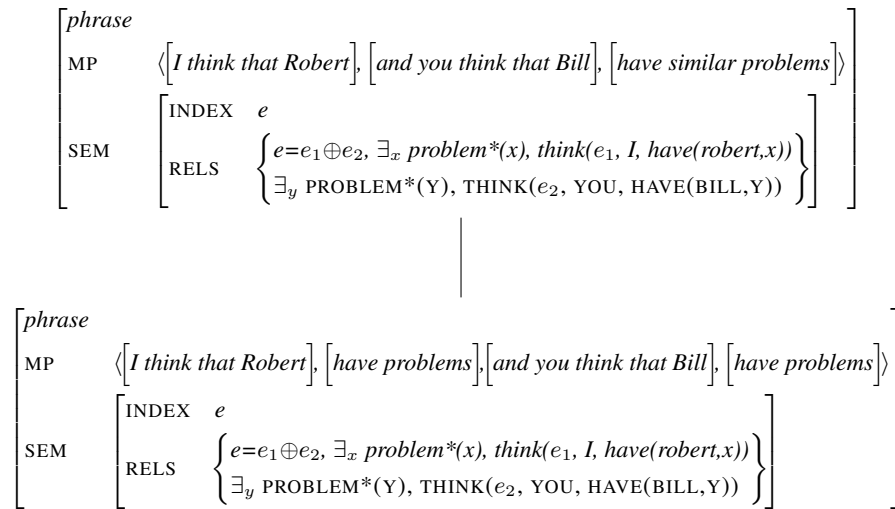 phrase
MP ⟨[I think that Robert], [and you think that Bill], [have similar problems]⟩
INDEX e
SEM
RELS {e=e₁⊕e₂, ∃ₓ problem*(x), think(e₁, I, have(robert,x))
∃y PROBLEM*(Y), THINK(e₂, YOU, HAVE(BILL,Y))}
phrase
MP ⟨[I think that Robert], [have problems],[and you think that Bill], [have problems]⟩
INDEX e
SEM
RELS {e=e₁⊕e₂, ∃ₓ problem*(x), think(e₁, I, have(robert,x))
∃y PROBLEM*(Y), THINK(e₂, YOU, HAVE(BILL,Y))}